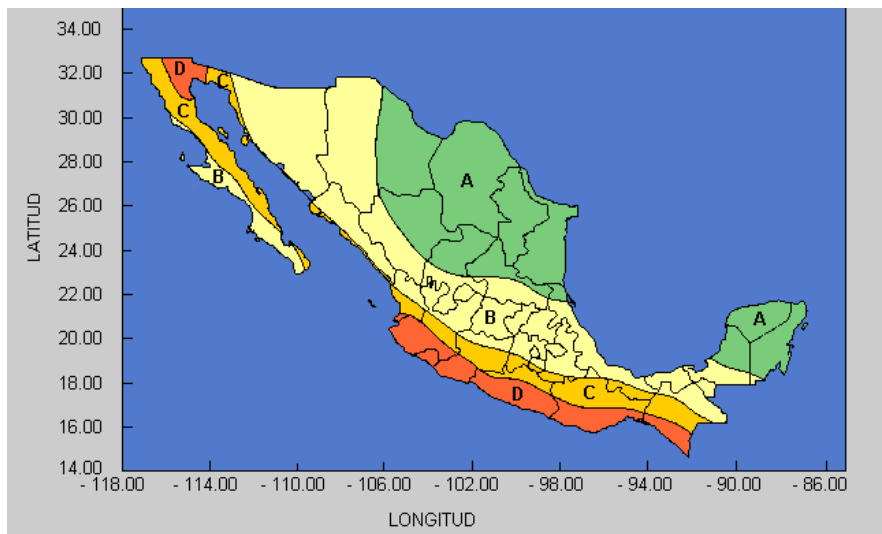 34.00
32.00
30.00
28.00
26.00
24.00
22.00
20.00
18.00
16.00
14.00
LATITUD
D
C
C
B
A
B
A
D
C
- 118.00 - 114.00 - 110.00 - 106.00 - 102.00 - 98.00 - 94.00 - 90.00 - 86.00
LONGITUD